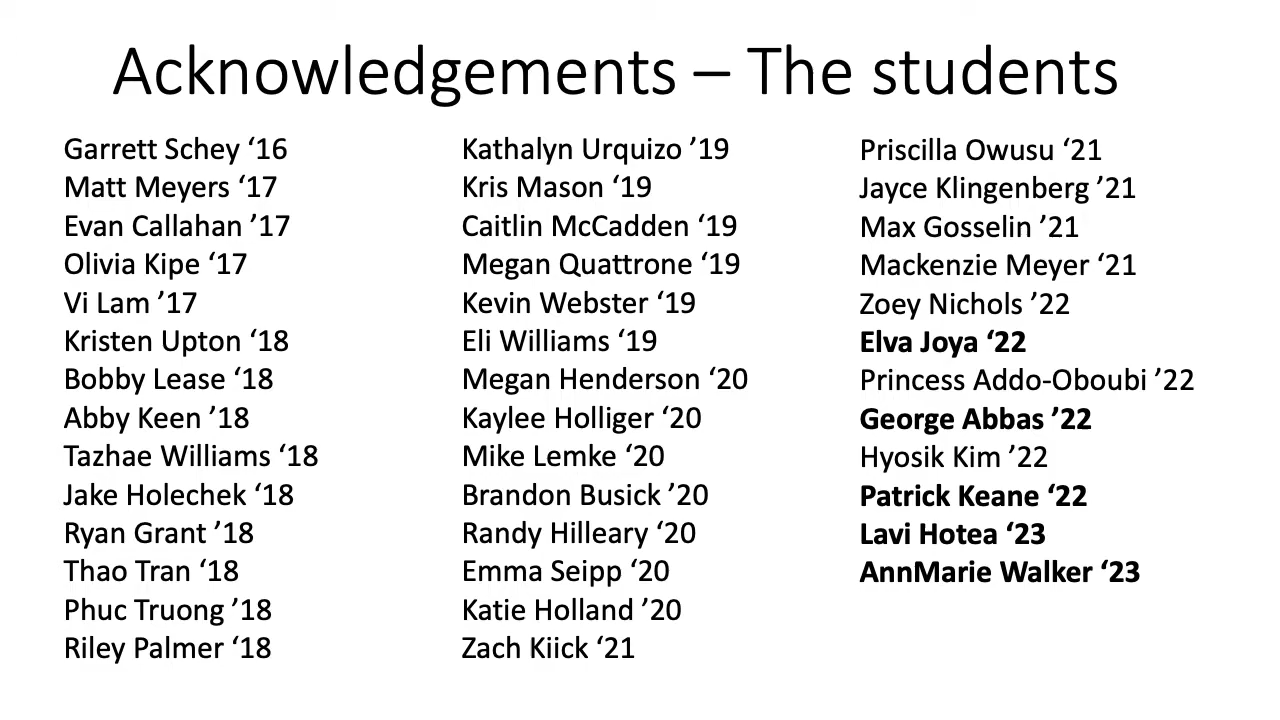 Acknowledgements – The students
Garrett Schey ‘16
Matt Meyers ‘17
Evan Callahan ’17
Olivia Kipe ‘17
Vi Lam ’17
Kristen Upton ‘18
Bobby Lease ‘18
Abby Keen ’18
Tazhae Williams ‘18
Jake Holechek ‘18
Ryan Grant ’18
Thao Tran ‘18
Phuc Truong ’18
Riley Palmer ‘18
Kathalyn Urquizo ’19
Kris Mason ‘19
Caitlin McCadden ‘19
Megan Quattrone ‘19
Kevin Webster ‘19
Eli Williams ‘19
Megan Henderson ‘20
Kaylee Holliger ‘20
Mike Lemke ‘20
Brandon Busick ’20
Randy Hilleary ‘20
Emma Seipp ‘20
Katie Holland ’20
Zach Kiick ‘21
Priscilla Owusu ‘21
Jayce Klingenberg ’21
Max Gosselin ’21
Mackenzie Meyer ‘21
Zoey Nichols ’22
Elva Joya ‘22
Princess Addo-Oboubi ’22
George Abbas ’22
Hyosik Kim ’22
Patrick Keane ‘22
Lavi Hotea ‘23
AnnMarie Walker ‘23